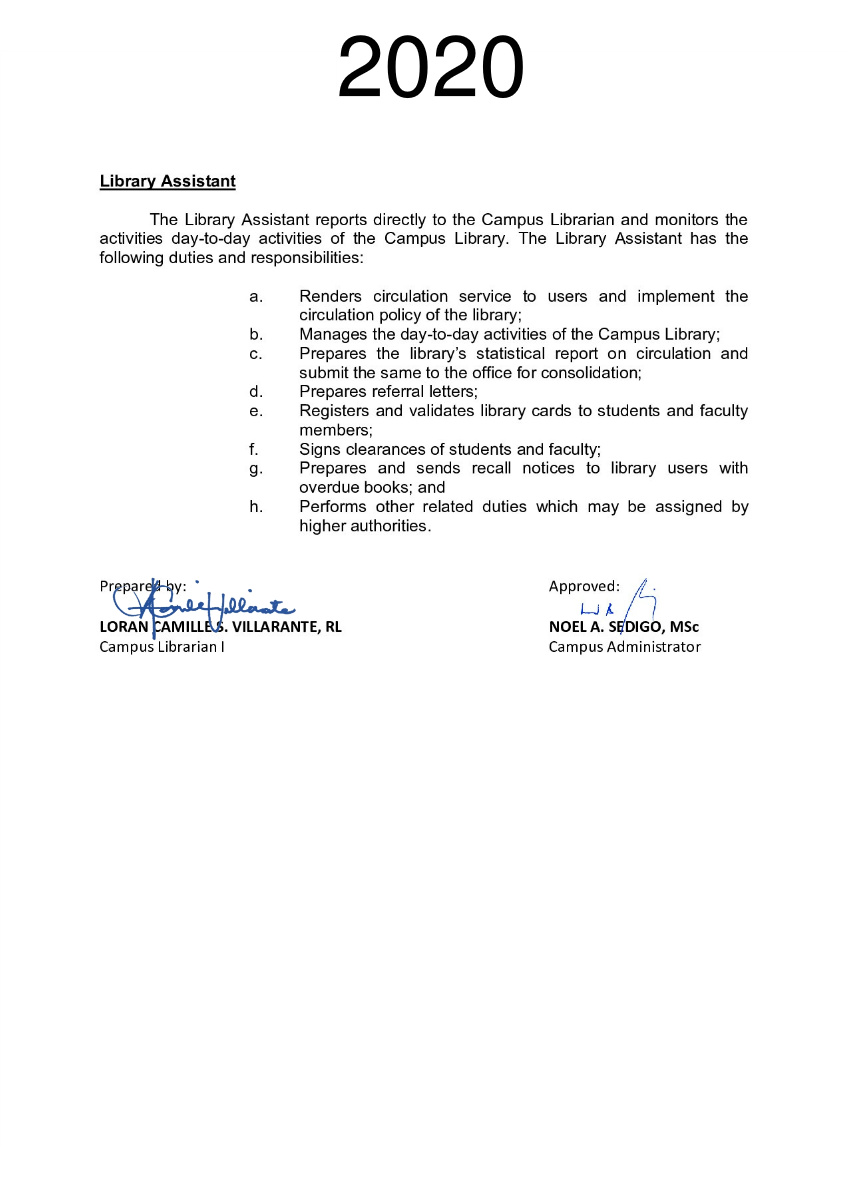 2020
Library Assistant
The Library Assistant reports directly to the Campus Librarian and monitors the
activities day-to-day activities of the Campus Library. The Library Assistant has the
following duties and responsibilities:
a. Renders circulation service to users and implement the
circulation policy of the library;
b. Manages the day-to-day activities of the Campus Library;
c. Prepares the library’s statistical report on circulation and
submit the same to the office for consolidation;
d. Prepares referral letters;
e. Registers and validates library cards to students and faculty
members;
f. Signs clearances of students and faculty;
g. Prepares and sends recall notices to library users with
overdue books; and
h. Performs other related duties which may be assigned by
higher authorities.
Prepared by: Approved:
LORAN CAMILLE S. VILLARANTE, RL NOEL A. SEDIGO, MSc
Campus Librarian I Campus Administrator